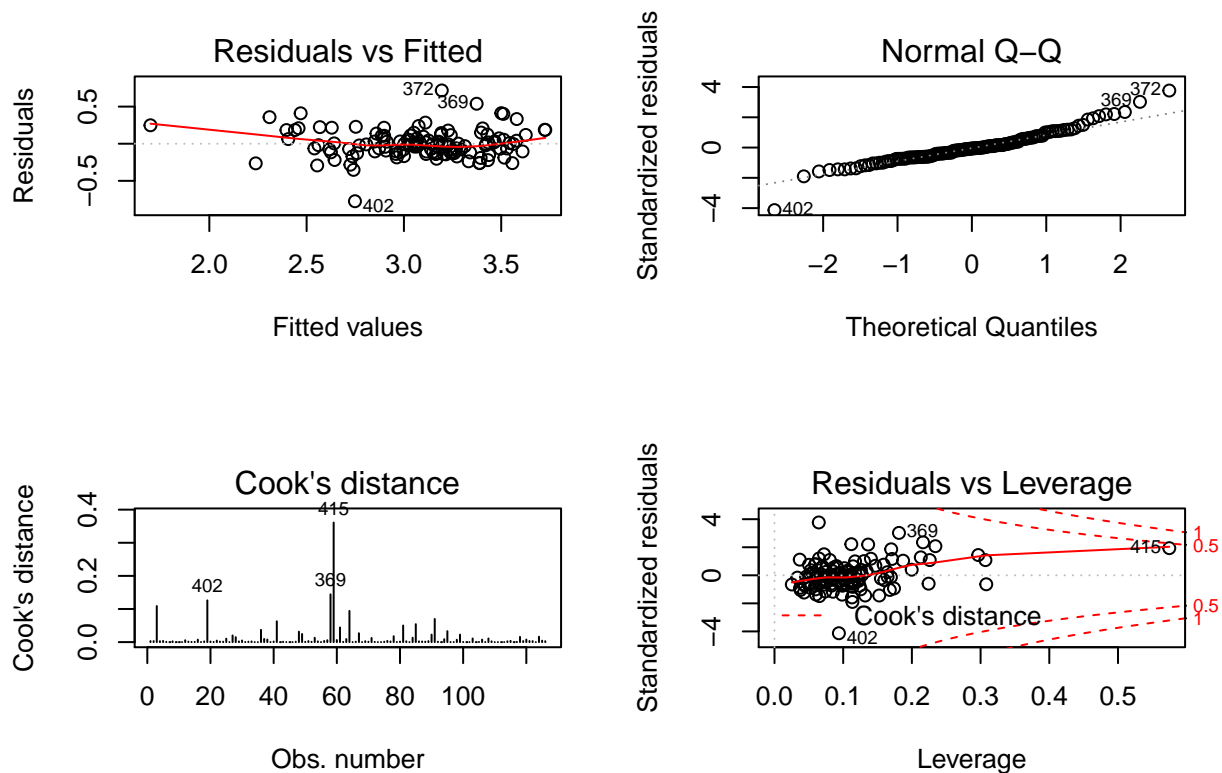 Residuals vs Fitted
Residuals
0.5
−0.5
372
369
402
2.0 2.5 3.0 3.5
Fitted values
Normal Q−Q
Standardized residuals
4
0
−4
369
372
402
−2 −1 0 1 2
Theoretical Quantiles
Cook's distance
Cook's distance
0.4
0.2
0.0
415
402
369
0 20 40 60 80 100
Obs. number
Residuals vs Leverage
Standardized residuals
4
0
−4
369
415
402
1
0.5
0.5
1
Cook's distance
0.0 0.1 0.2 0.3 0.4 0.5
Leverage